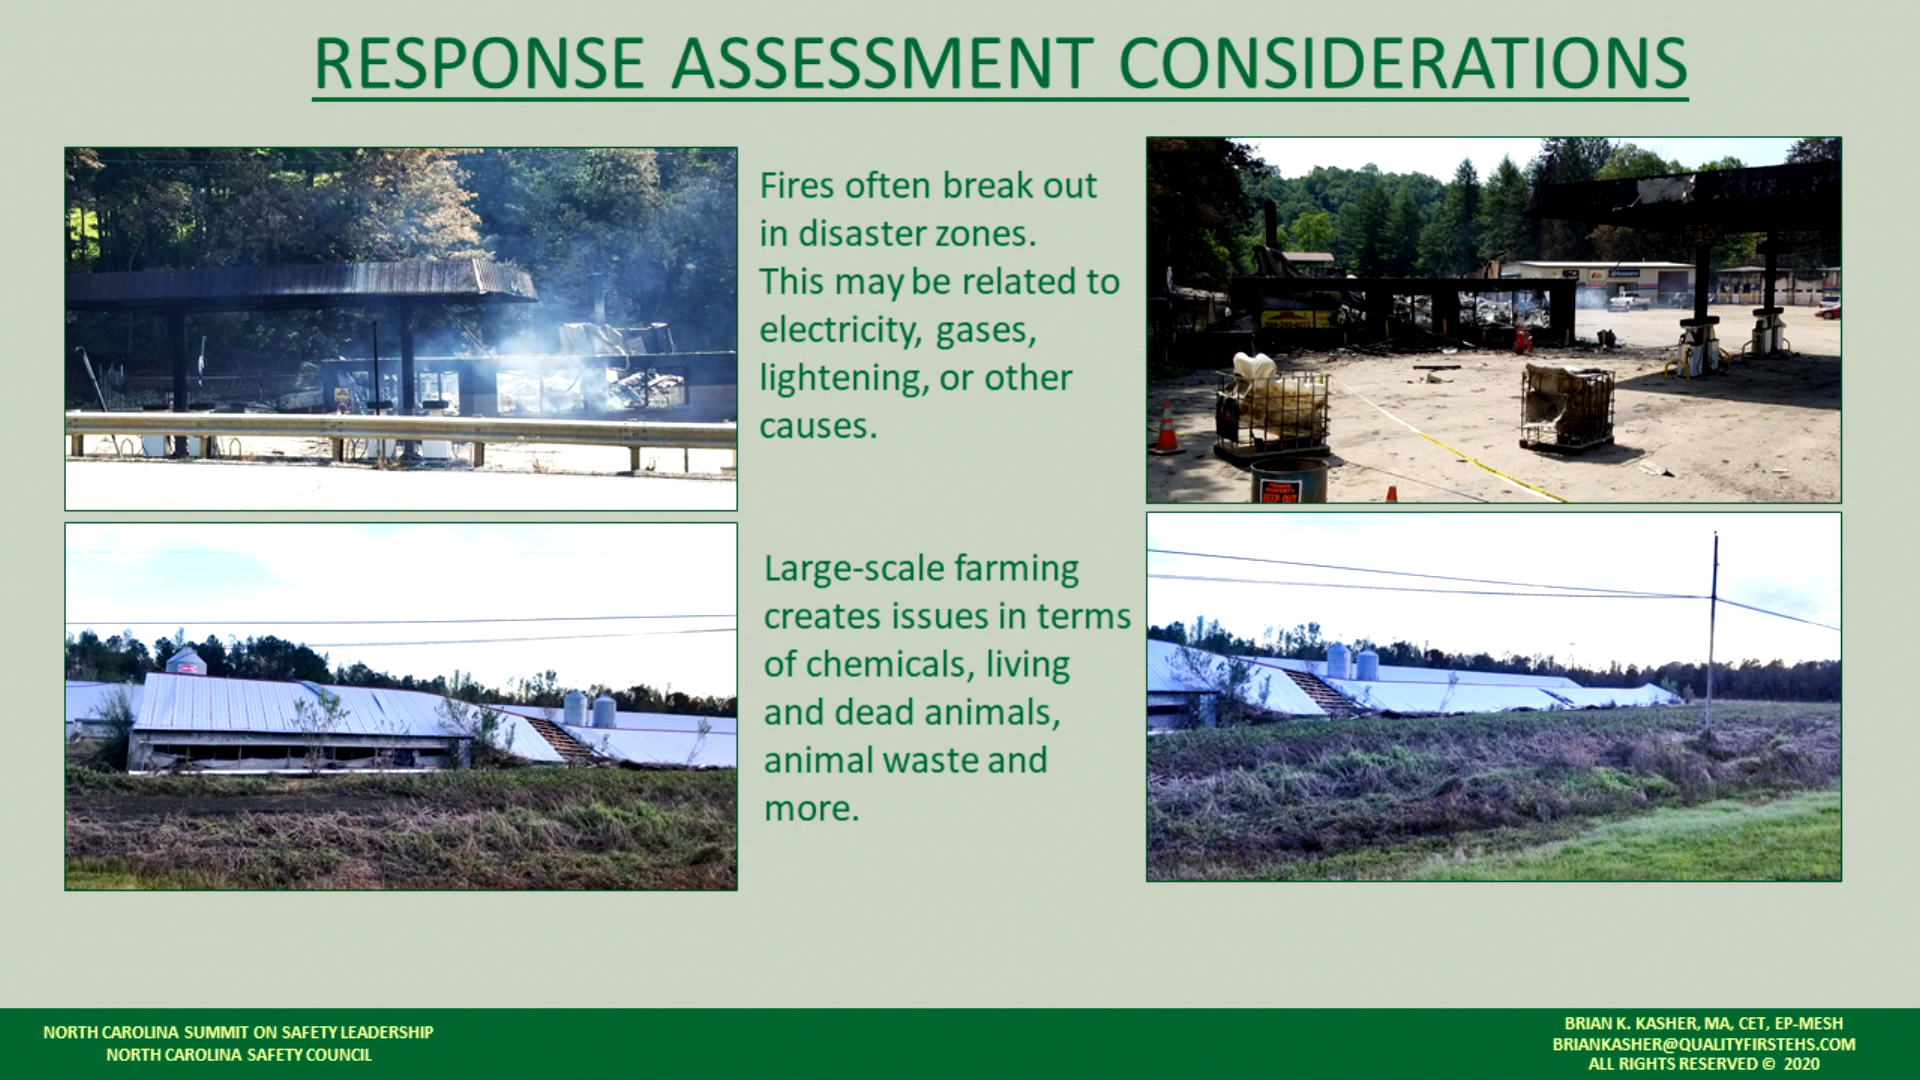 RESPONSE ASSESSMENT CONSIDERATIONS
Fires often break out
in disaster zones.
This may be related to
electricity, gases,
lightening, or other
causes.
KEEP OUT
Large-scale farming
creates issues in terms
of chemicals, living
and dead animals,
animal waste and
more.
NORTH CAROLINA SUMMIT ON SAFETY LEADERSHIP
NORTH CAROLINA SAFETY COUNCIL
BRIAN K. KASHER, MA, CET, EP-MESH
BRIANKASHER@QUALITYFIRSTEHS.COM
ALL RIGHTS RESERVED © 2020